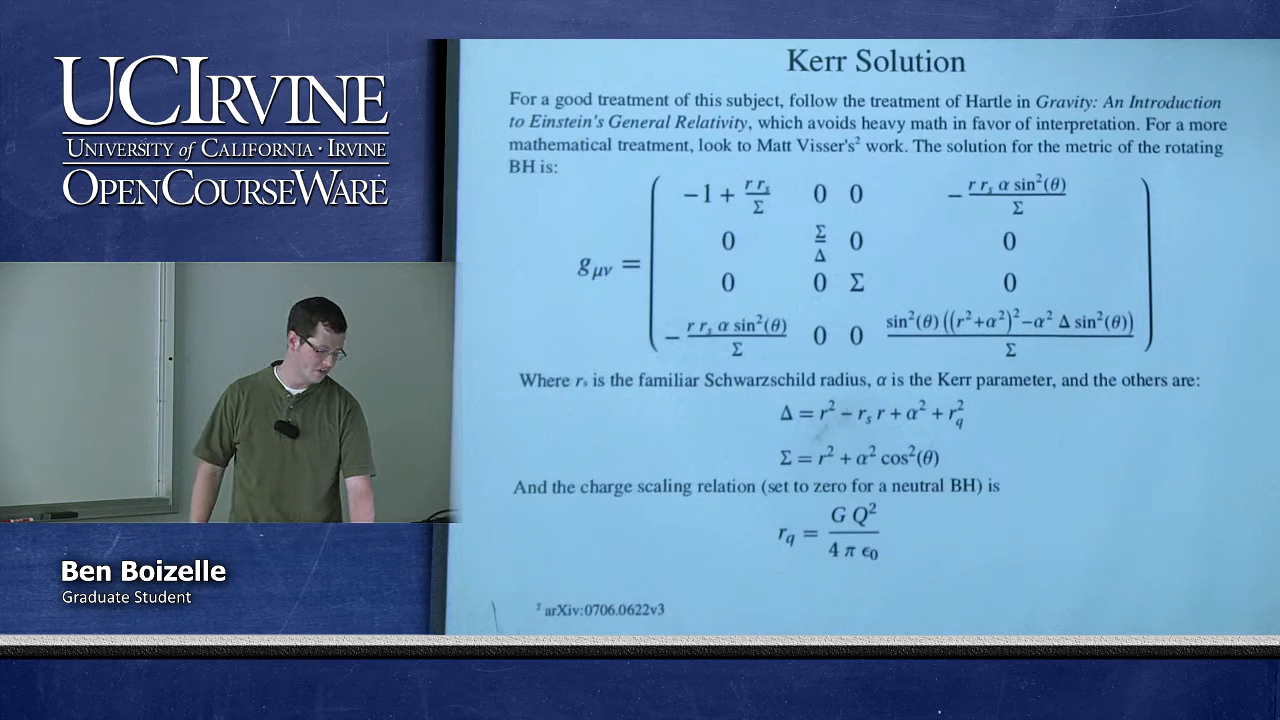 UCIRVINE
UNIVERSITY of CALIFORNIA · IRVINE
OPENCOURSEWARE
Ben Boizelle
Graduate Student
Kerr Solution
For a good treatment of this subject, follow the treatment of Hartle in Gravity: An Introduction
to Einstein's General Relativity, which avoids heavy math in favor of interpretation. For a more
mathematical treatment, look to Matt Visser's² work. The solution for the metric of the rotating
BH is:
g_μν = ( −1 + r r_s / Σ 0 0 − r r_s α sin²(θ) / Σ
0 Σ/Δ 0 0
0 0 Σ 0
− r r_s α sin²(θ) / Σ 0 0 sin²(θ) ((r²+α²)²−α² Δ sin²(θ)) / Σ )
Where r_s is the familiar Schwarzschild radius, α is the Kerr parameter, and the others are:
Δ = r² − r_s r + α² + r_q²
Σ = r² + α² cos²(θ)
And the charge scaling relation (set to zero for a neutral BH) is
r_q = G Q² / 4 π ϵ₀
² arXiv:0706.0622v3